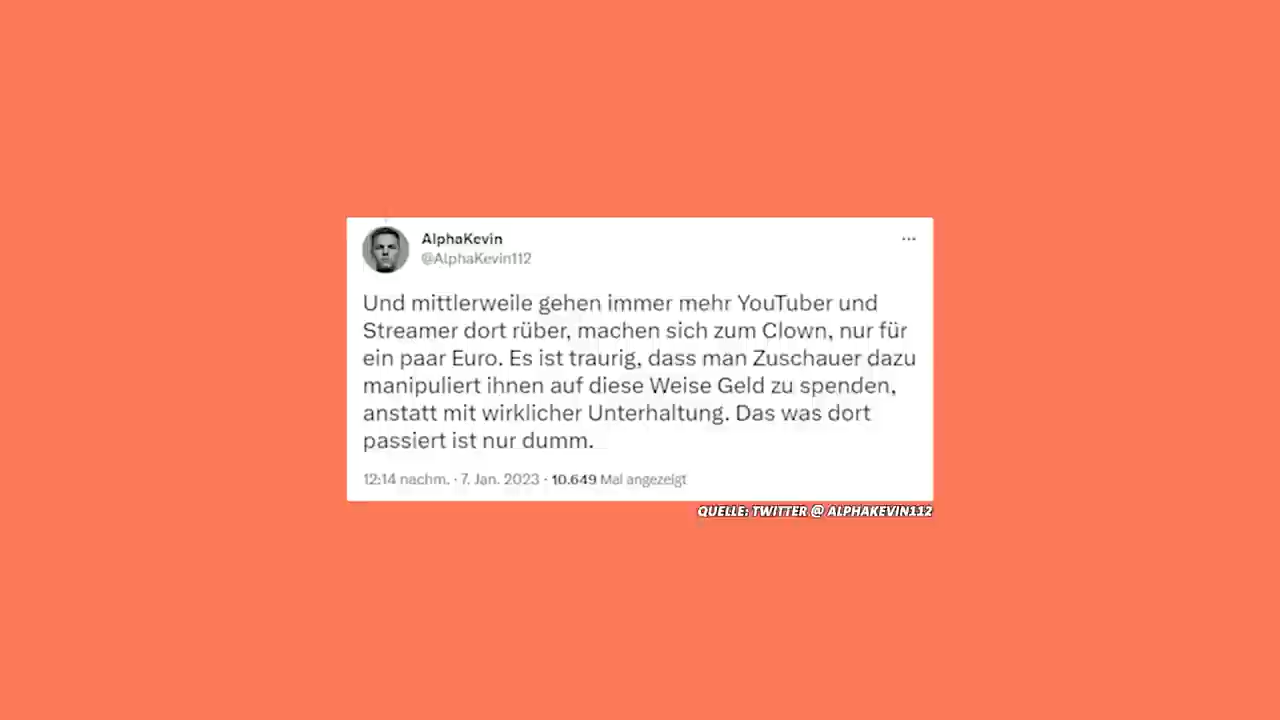 AlphaKevin
@AlphaKevin112
Und mittlerweile gehen immer mehr YouTuber und
Streamer dort rüber, machen sich zum Clown, nur für
ein paar Euro. Es ist traurig, dass man Zuschauer dazu
manipuliert ihnen auf diese Weise Geld zu spenden,
anstatt mit wirklicher Unterhaltung. Das was dort
passiert ist nur dumm.
12:14 nachm. · 7. Jan. 2023 · 10.649 Mal angezeigt
QUELLE: TWITTER @ ALPHAKEVIN112